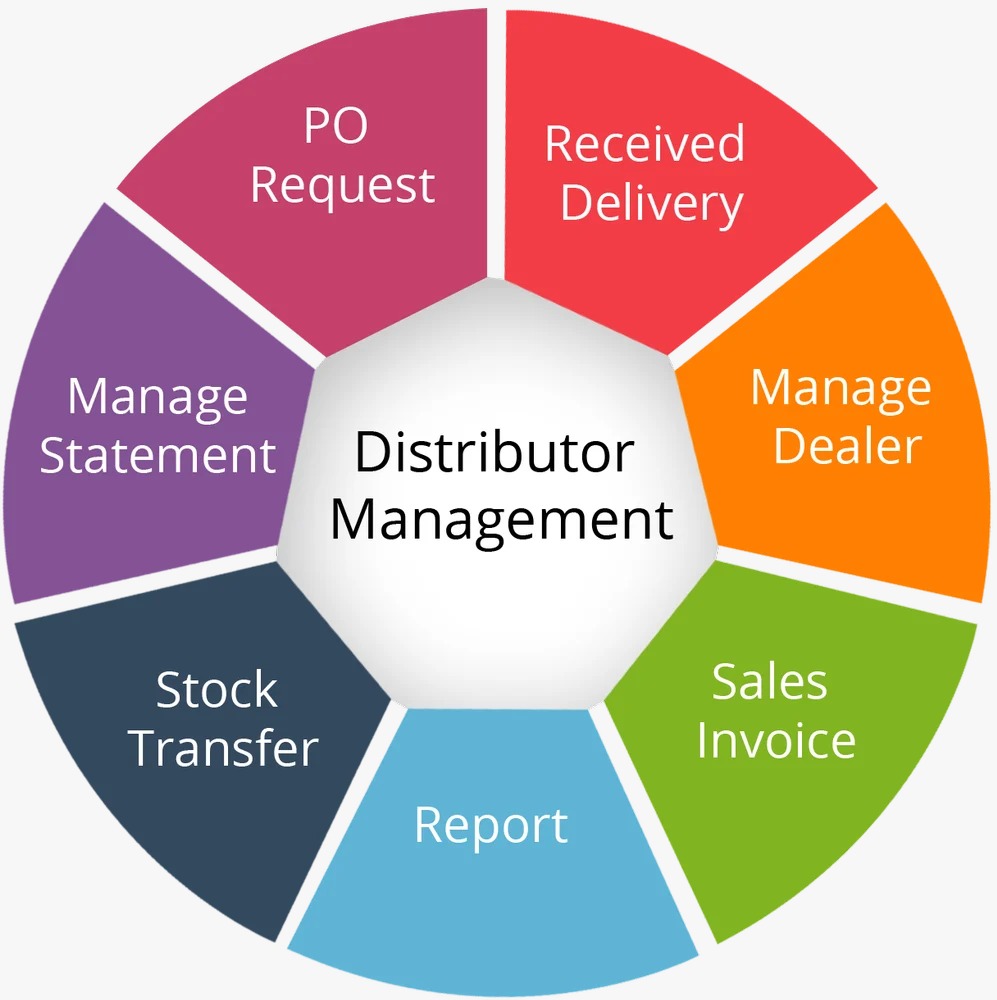 PO
Request
Received
Delivery
Manage
Dealer
Sales
Invoice
Report
Stock
Transfer
Manage
Statement
Distributor
Management